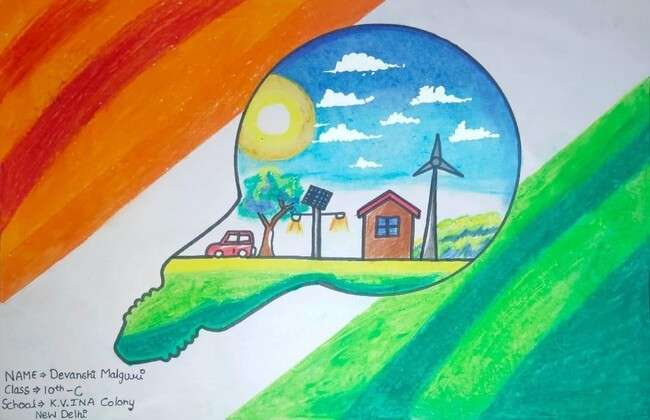 NAME ⇒ Devanshi Malguri
Class ⇒ 10th-C
School ⇒ K.V.INA Colony
New Delhi